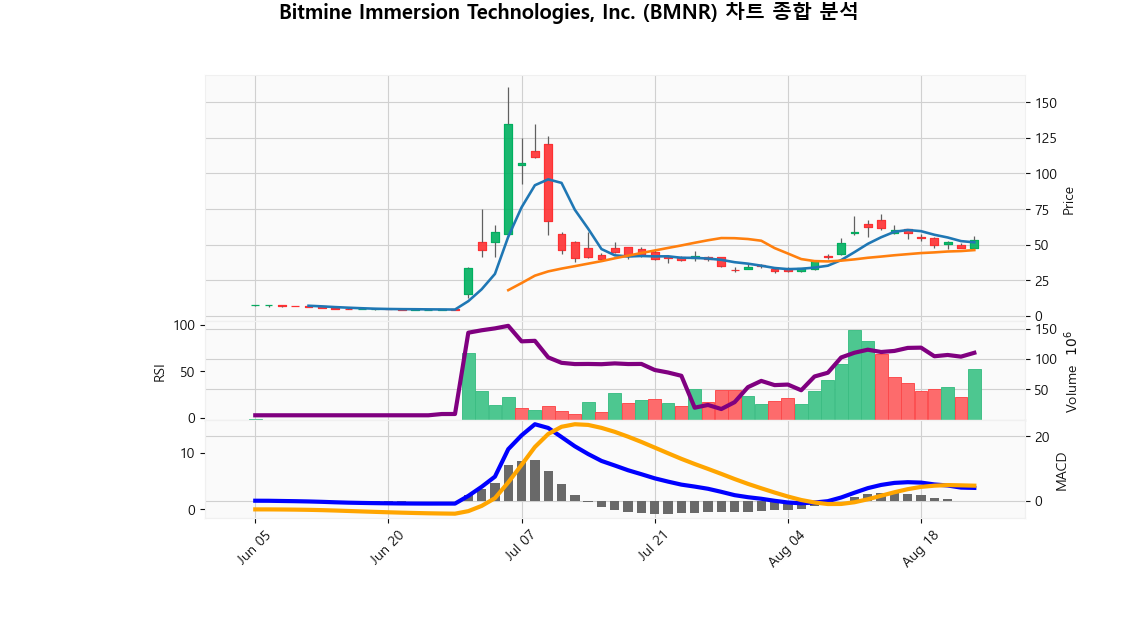 Bitmine Immersion Technologies, Inc. (BMNR) 차트 종합 분석
150
125
100
75
50
25
0
Price
100
50
0
RSI
150
100
50
Volume 10⁶
10
0
20
0
MACD
Jun 05
Jun 20
Jul 07
Jul 21
Aug 04
Aug 18